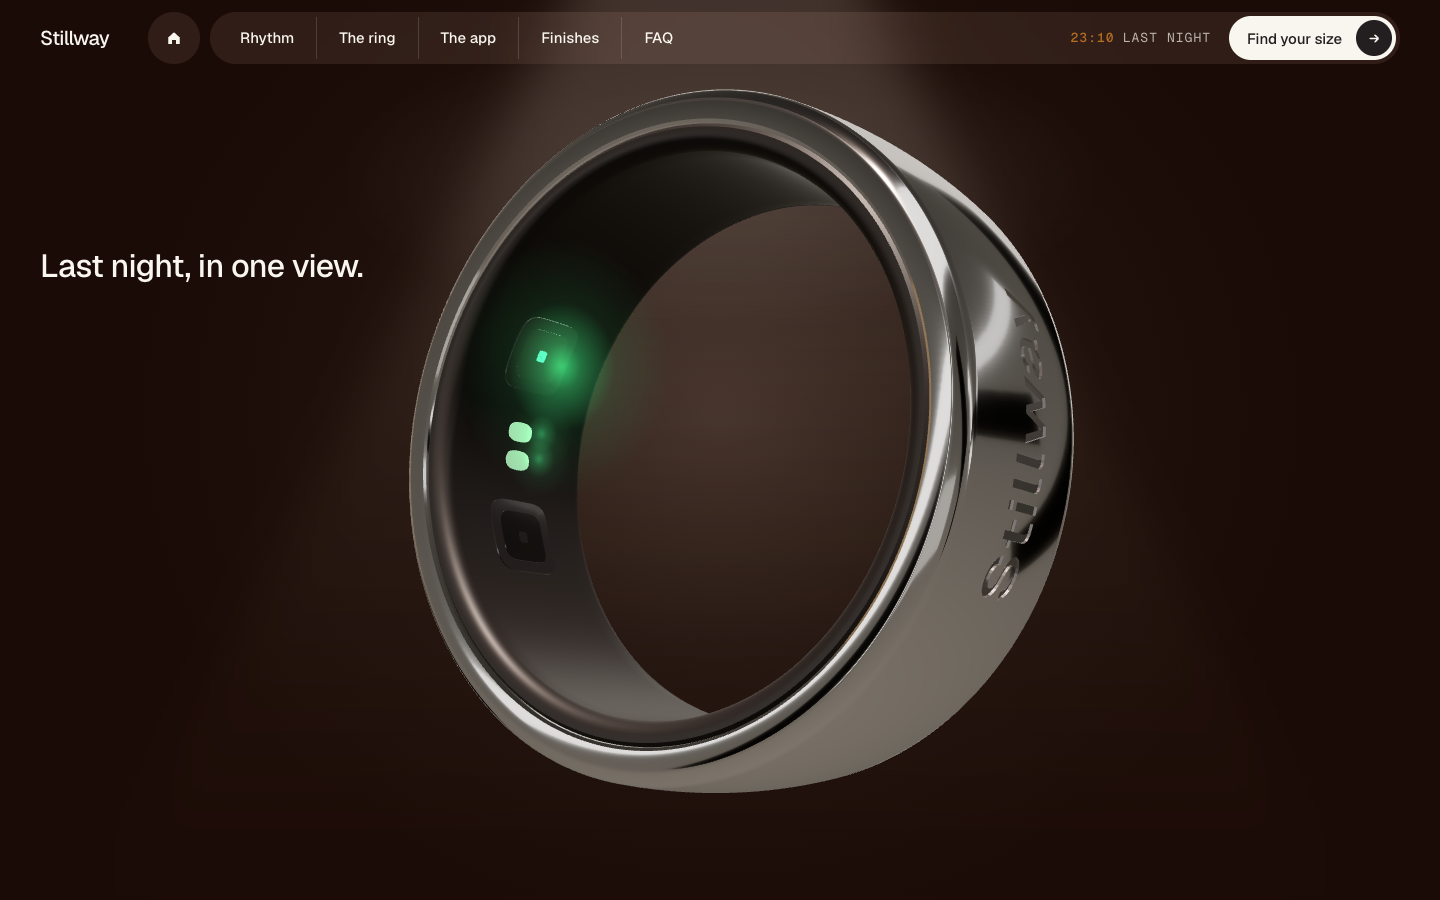 Stillway
Rhythm
The ring
The app
Finishes
FAQ
23:10 LAST NIGHT
Find your size
Last night, in one view.
Stillway